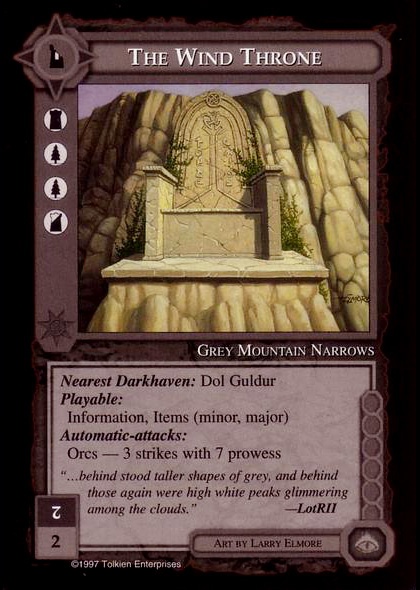 The Wind Throne
Grey Mountain Narrows
Nearest Darkhaven: Dol Guldur
Playable:
Information, Items (minor, major)
Automatic-attacks:
Orcs — 3 strikes with 7 prowess
“...behind stood taller shapes of grey, and behind
those again were high white peaks glimmering
among the clouds.” —LotRII
2
2
Art by Larry Elmore
©1997 Tolkien Enterprises